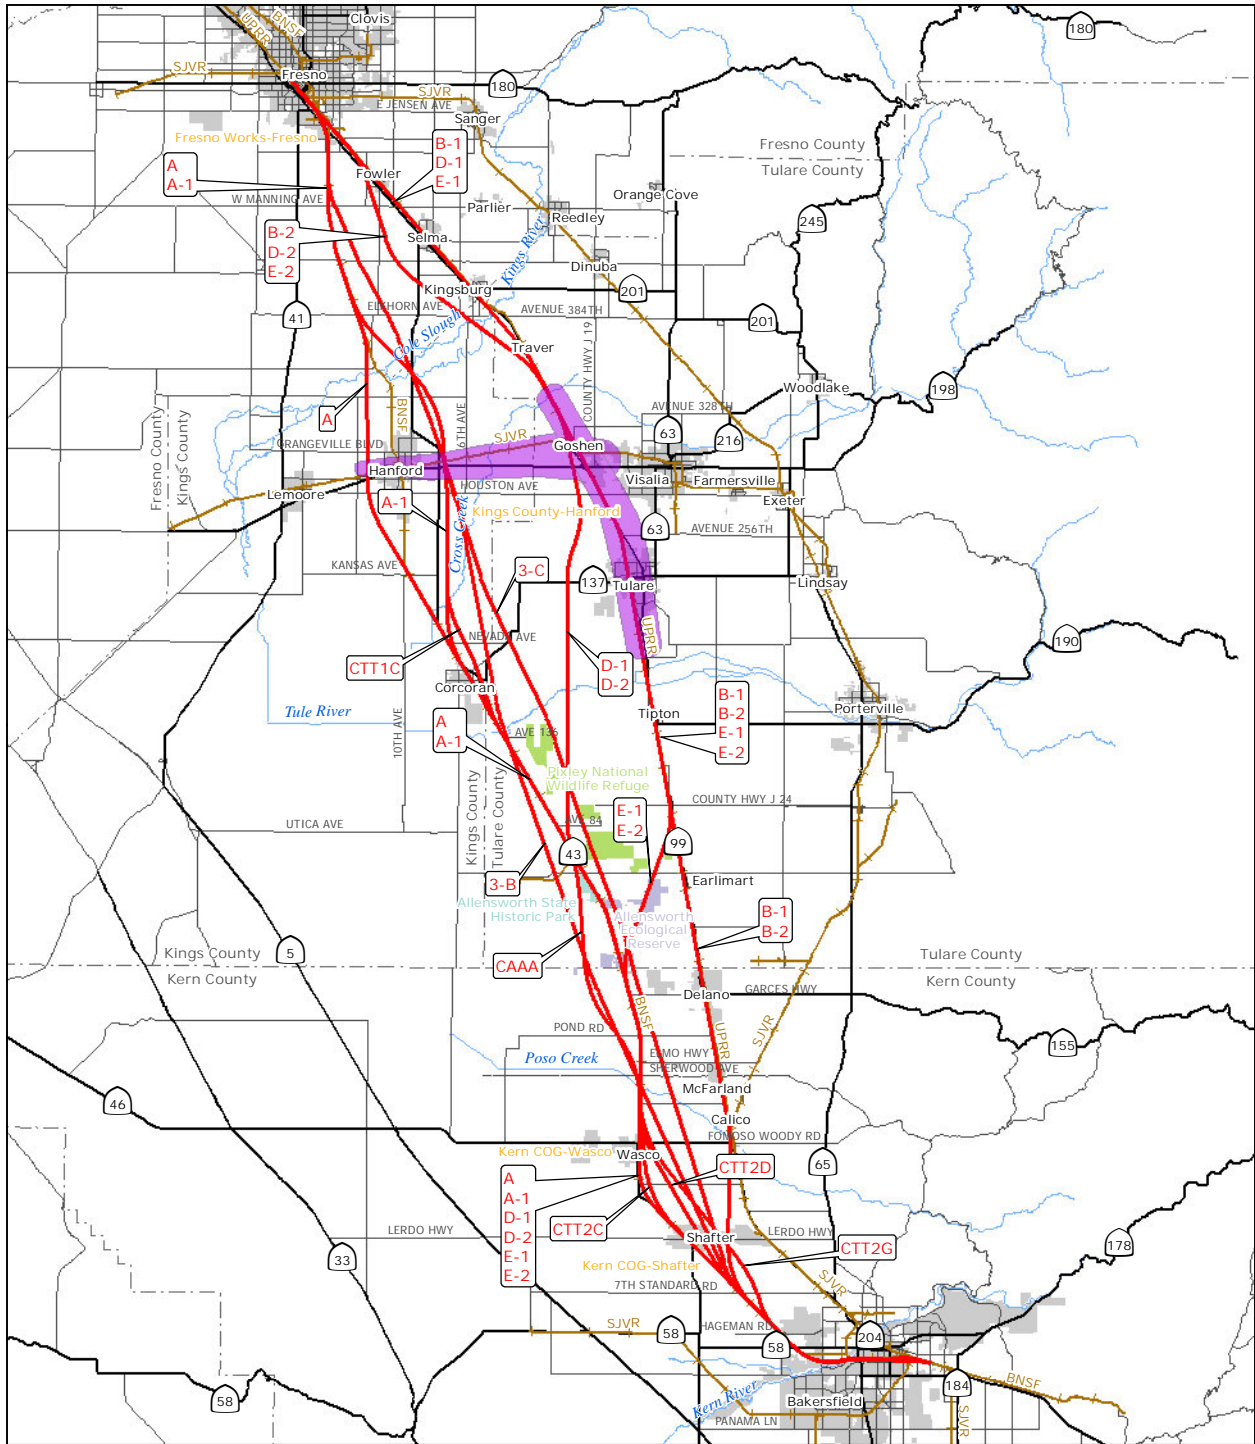 Clovis
BNSF
UPRR
180
SJVR
Fresno
180
SJVR
E JENSEN AVE
Sanger
Fresno Works-Fresno
Fresno County
Tulare County
B-1
D-1
E-1
A
A-1
Fowler
W MANNING AVE
Orange Cove
Parlier
Reedley
245
B-2
D-2
E-2
Selma
Kings River
Dinuba
Kingsburg
201
ELKHORN AVE
AVENUE 384TH
41
201
Cole Slough
COUNTY HWY J 19
Traver
Woodlake
198
A
BNSF
6TH AVE
AVENUE 328TH
63
216
Fresno County
Kings County
GRANGEVILLE BLVD
SJVR
Goshen
Hanford
Visalia
Farmersville
Lemoore
HOUSTON AVE
Exeter
A-1
Cross Creek
Kings County-Hanford
63
AVENUE 256TH
KANSAS AVE
3-C
137
Tulare
Lindsay
NEVADA AVE
UPRR
190
CTT1C
D-1
D-2
Corcoran
B-1
B-2
E-1
E-2
Tule River
10TH AVE
Tipton
Porterville
A
A-1
AVE 136
Pixley National
Wildlife Refuge
Kings County
Tulare County
COUNTY HWY J 24
E-1
E-2
UTICA AVE
AVE 84
43
99
3-B
Earlimart
Allensworth State
Historic Park
Allensworth
Ecological
Reserve
B-1
B-2
CAAA
Kings County
Kern County
5
Tulare County
Kern County
Delano
GARCES HWY
BNSF
POND RD
UPRR
SJVR
155
Poso Creek
ELMO HWY
SHERWOOD AVE
McFarland
46
Calico
FOMOSO WOODY RD
Kern COG-Wasco
Wasco
65
CTT2D
A
A-1
D-1
D-2
E-1
E-2
CTT2C
LERDO HWY
Shafter
LERDO HWY
CTT2G
178
33
Kern COG-Shafter
7TH STANDARD RD
SJVR
SJVR
58
HAGEMAN RD
58
204
58
184
BNSF
Kern River
Bakersfield
PANAMA LN
SJVR